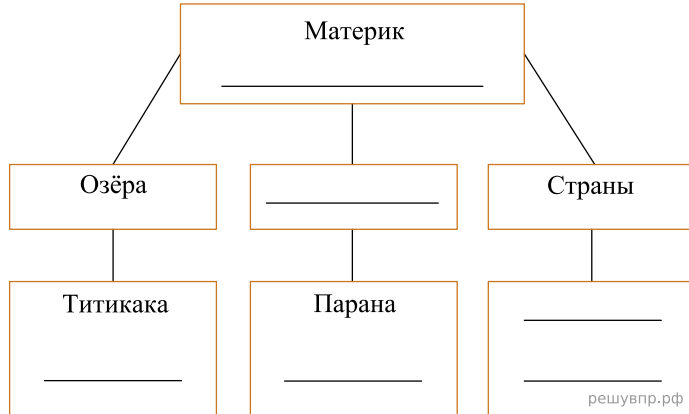 Материк
Озёра
Страны
Титикака
Парана
решувпр.рф